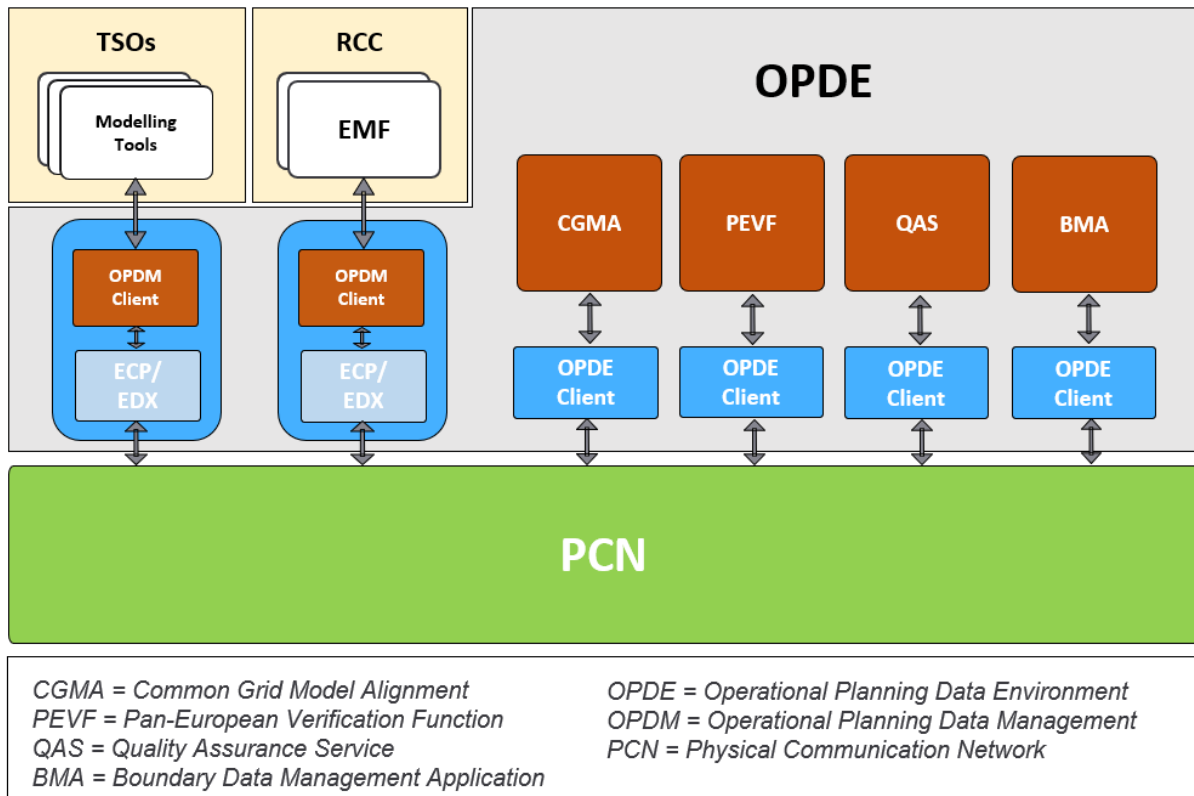 TSOs
Modelling
Tools
OPDM
Client
ECP/
EDX
RCC
EMF
OPDM
Client
ECP/
EDX
OPDE
CGMA
PEVF
QAS
BMA
OPDE
Client
OPDE
Client
OPDE
Client
OPDE
Client
PCN
CGMA = Common Grid Model Alignment
PEVF = Pan-European Verification Function
QAS = Quality Assurance Service
BMA = Boundary Data Management Application
OPDE = Operational Planning Data Environment
OPDM = Operational Planning Data Management
PCN = Physical Communication Network